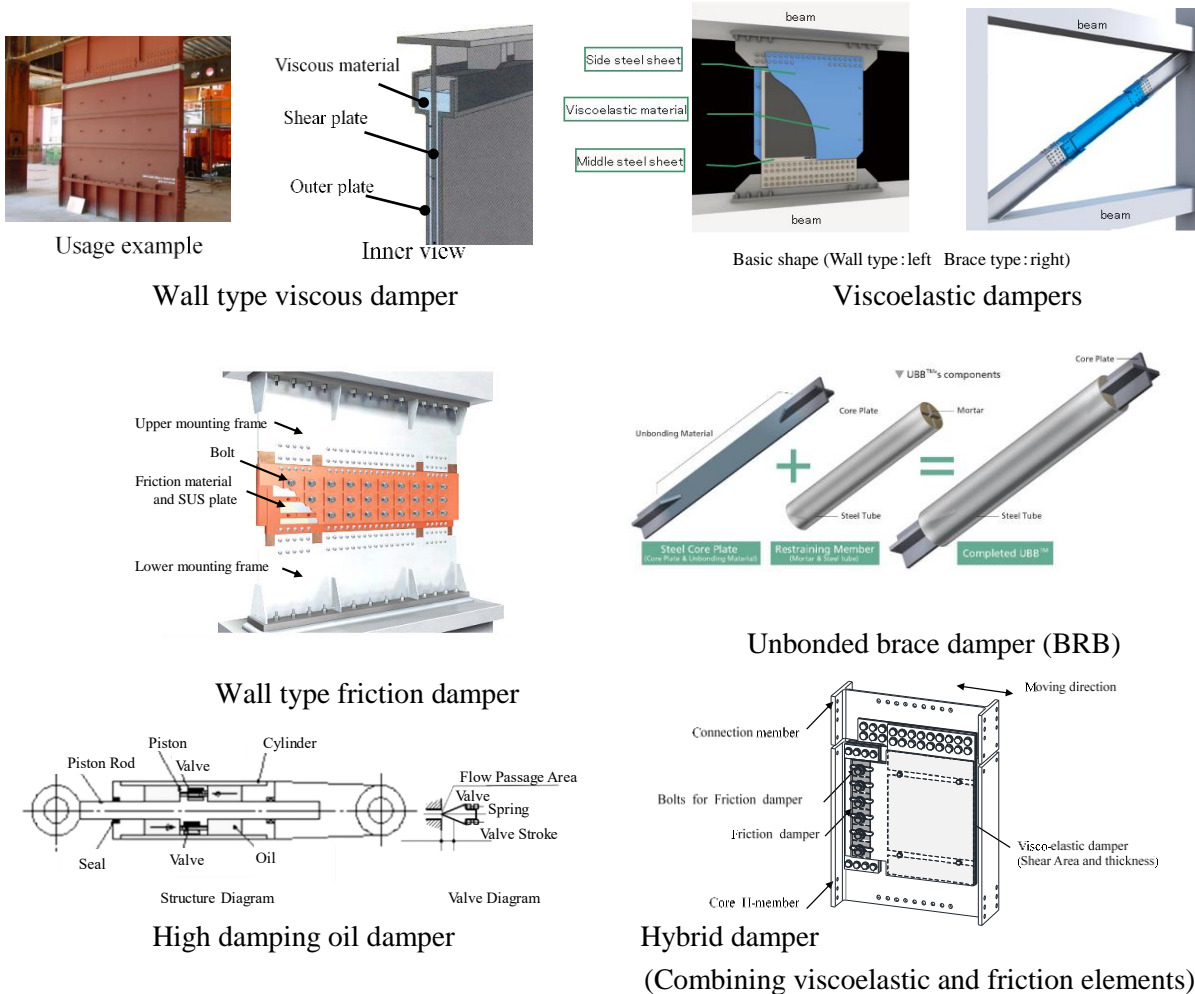 Viscous material
Shear plate
Outer plate
Usage example
Inner view
Wall type viscous damper
beam
Side steel sheet
Viscoelastic material
Middle steel sheet
beam
beam
beam
Basic shape (Wall type：left Brace type：right)
Viscoelastic dampers
Upper mounting frame
Bolt
Friction material
and SUS plate
Lower mounting frame
Wall type friction damper
▼ UBB™'s components
Core Plate
Unbonding Material
Core Plate
Mortar
Steel Tube
Steel Tube
Steel Core Plate
(Core Plate & Unbonding Material)
Restraining Member
(Mortar & Steel tube)
Completed UBB™
Unbonded brace damper (BRB)
Piston
Cylinder
Piston Rod
Valve
Seal
Valve
Oil
Flow Passage Area
Valve
Spring
Valve Stroke
Structure Diagram
Valve Diagram
High damping oil damper
Moving direction
Connection member
Bolts for Friction damper
Friction damper
Visco-elastic damper
(Shear Area and thickness)
Core H-member
Hybrid damper
(Combining viscoelastic and friction elements)